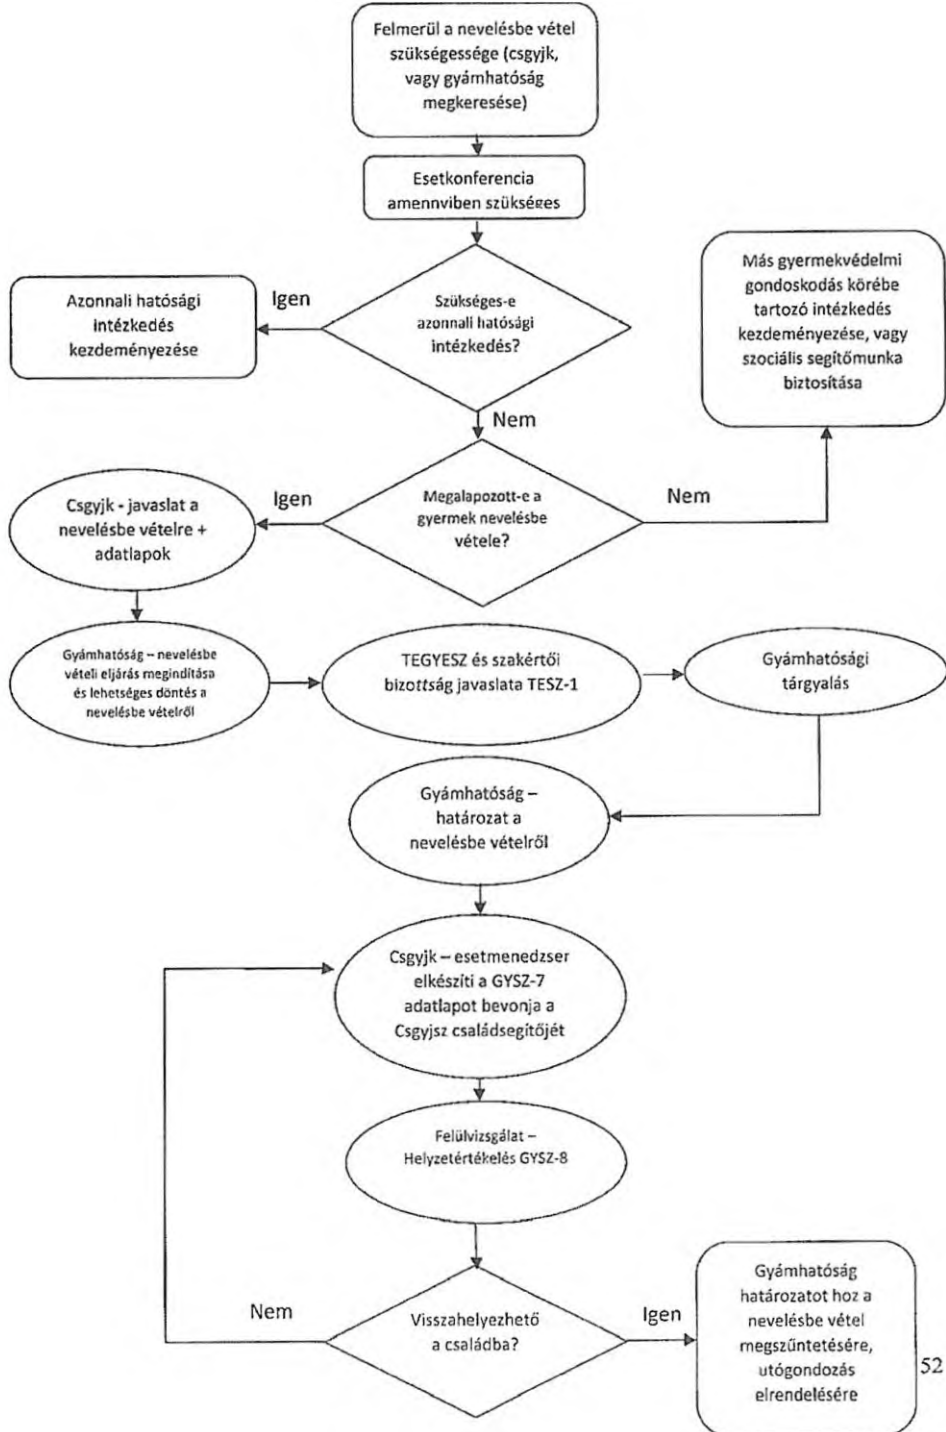 Felmerül a nevelésbe vétel
szükségessége (csgyjk,
vagy gyámhatóság
megkeresése)
Esetkonferencia
amennyiben szükséges
Szükséges-e
azonnali hatósági
intézkedés?
Igen
Azonnali hatósági
intézkedés
kezdeményezése
Más gyermekvédelmi
gondoskodás körébe
tartozó intézkedés
kezdeményezése, vagy
szociális segítőmunka
biztosítása
Nem
Megalapozott-e a
gyermek nevelésbe
vétele?
Igen
Nem
Csgyjk - javaslat a
nevelésbe vételre +
adatlapok
Gyámhatóság – nevelésbe
vételi eljárás megindítása
és lehetséges döntés a
nevelésbe vételről
TEGYESZ és szakértői
bizottság javaslata TESZ-1
Gyámhatósági
tárgyalás
Gyámhatóság –
határozat a
nevelésbe vételről
Csgyjk – esetmenedzser
elkészíti a GYSZ-7
adatlapot bevonja a
Csgyjsz családsegítőjét
Felülvizsgálat –
Helyzetértékelés GYSZ-8
Visszahelyezhető
a családba?
Nem
Igen
Gyámhatóság
határozatot hoz a
nevelésbe vétel
megszűntetésére,
utógondozás
elrendelésére
52